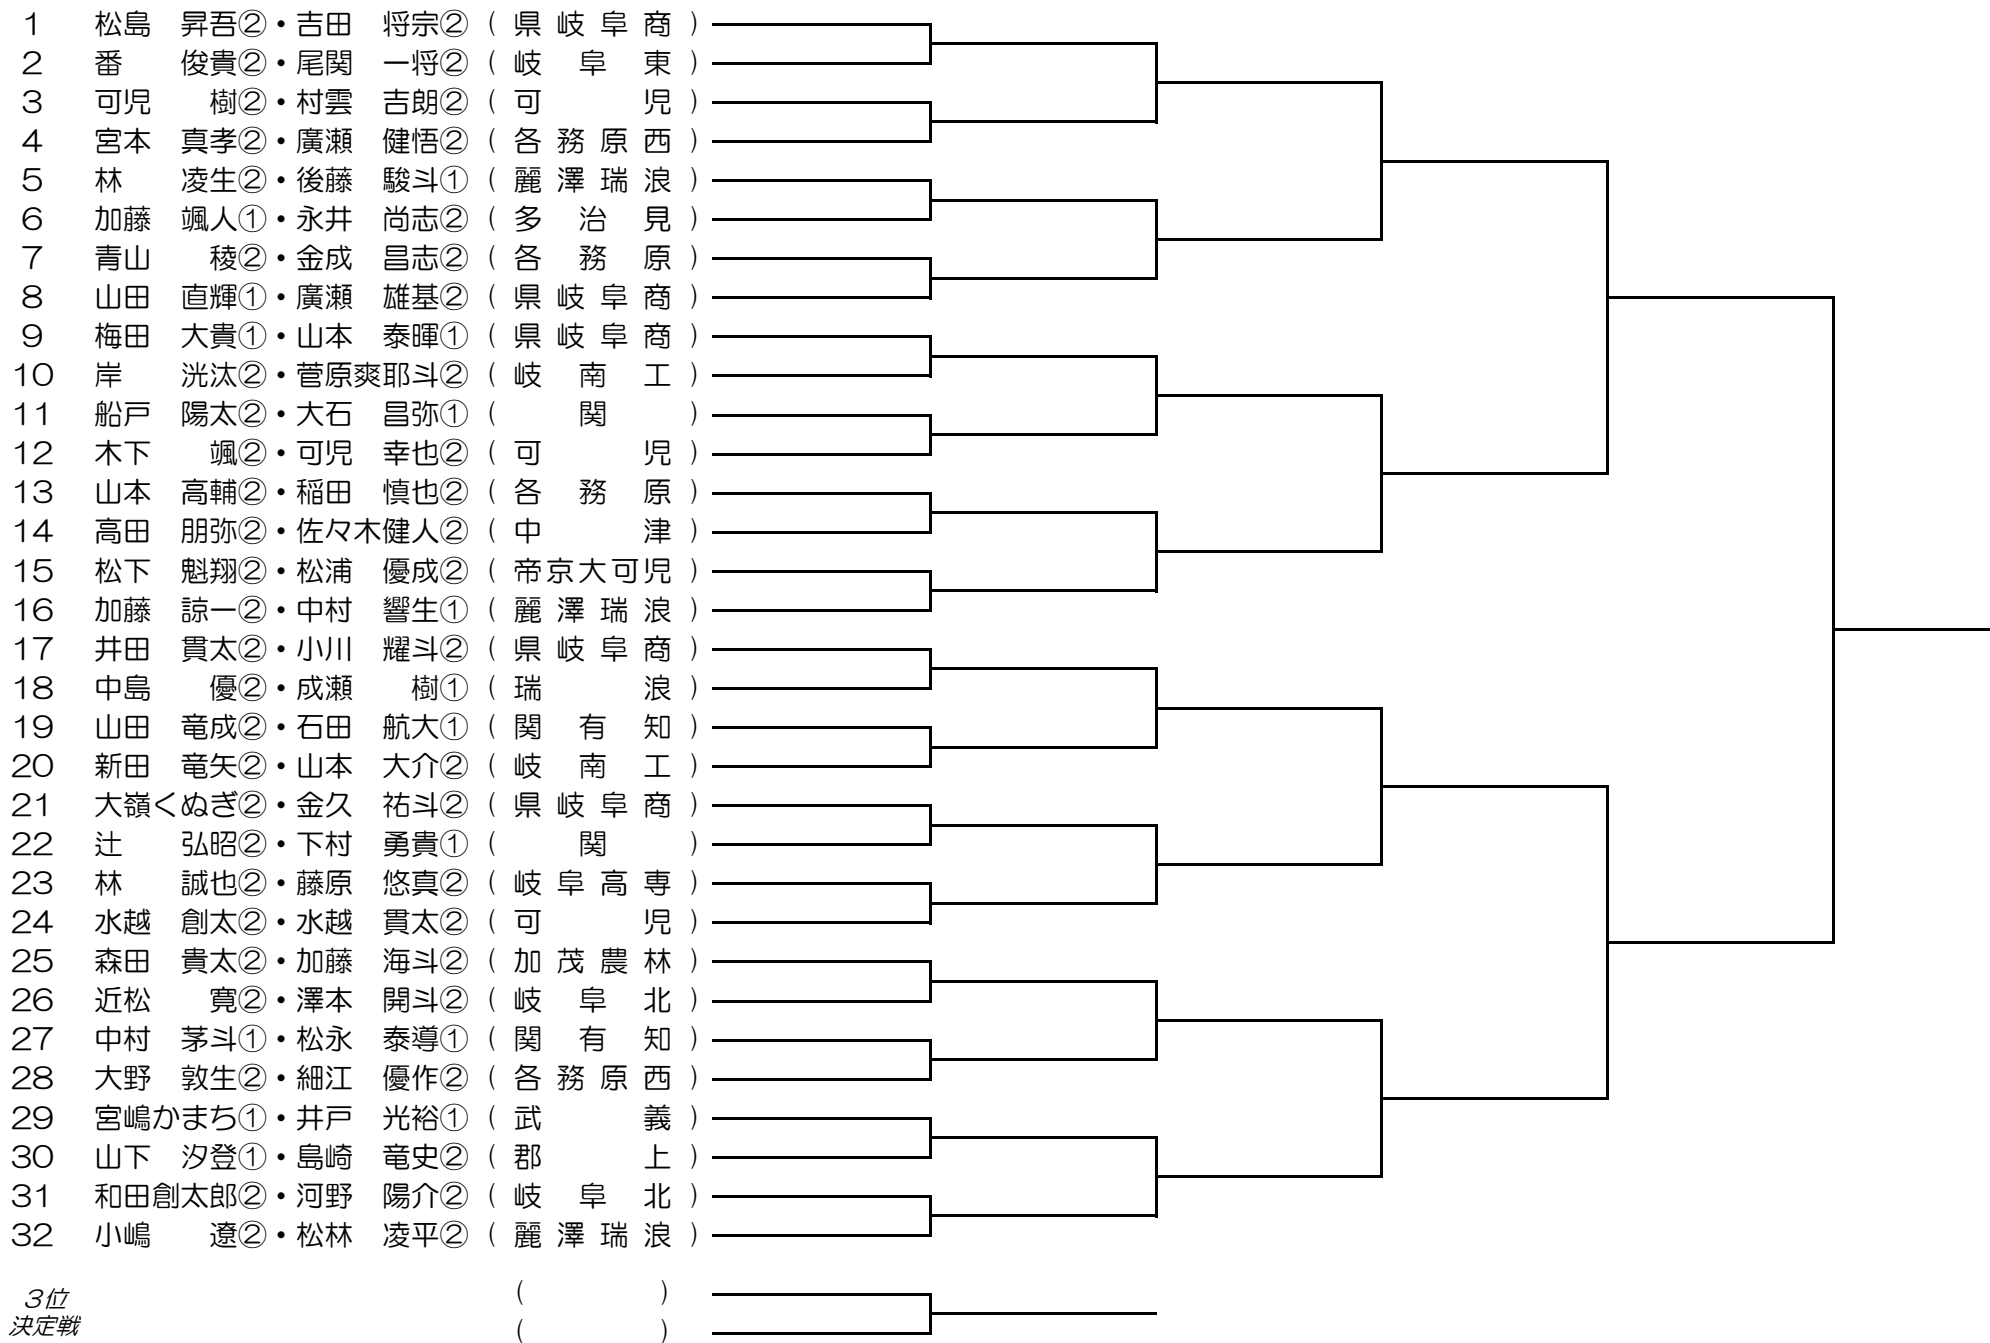 1 松島 昇吾②・吉田 将宗② ( 県岐阜商 )
2 番 俊貴②・尾関 一将② ( 岐阜東 )
3 可児 樹②・村雲 吉朗② ( 可児 )
4 宮本 真孝②・廣瀬 健悟② ( 各務原西 )
5 林 凌生②・後藤 駿斗① ( 麗澤瑞浪 )
6 加藤 颯人①・永井 尚志② ( 多治見 )
7 青山 稜②・金成 昌志② ( 各務原 )
8 山田 直輝①・廣瀬 雄基② ( 県岐阜商 )
9 梅田 大貴①・山本 泰暉① ( 県岐阜商 )
10 岸 洸汰②・菅原爽耶斗② ( 岐南工 )
11 船戸 陽太②・大石 昌弥① ( 関 )
12 木下 颯②・可児 幸也② ( 可児 )
13 山本 高輔②・稲田 慎也② ( 各務原 )
14 高田 朋弥②・佐々木健人② ( 中津 )
15 松下 魁翔②・松浦 優成② ( 帝京大可児 )
16 加藤 諒一②・中村 響生① ( 麗澤瑞浪 )
17 井田 貫太②・小川 耀斗② ( 県岐阜商 )
18 中島 優②・成瀬 樹① ( 瑞浪 )
19 山田 竜成②・石田 航大① ( 関有知 )
20 新田 竜矢②・山本 大介② ( 岐南工 )
21 大嶺くぬぎ②・金久 祐斗② ( 県岐阜商 )
22 辻 弘昭②・下村 勇貴① ( 関 )
23 林 誠也②・藤原 悠真② ( 岐阜高専 )
24 水越 創太②・水越 貫太② ( 可児 )
25 森田 貴太②・加藤 海斗② ( 加茂農林 )
26 近松 寛②・澤本 開斗② ( 岐阜北 )
27 中村 茅斗①・松永 泰導① ( 関有知 )
28 大野 敦生②・細江 優作② ( 各務原西 )
29 宮嶋かまち①・井戸 光裕① ( 武義 )
30 山下 汐登①・島崎 竜史② ( 郡上 )
31 和田創太郎②・河野 陽介② ( 岐阜北 )
32 小嶋 遼②・松林 凌平② ( 麗澤瑞浪 )
3位 ( )
決定戦 ( )